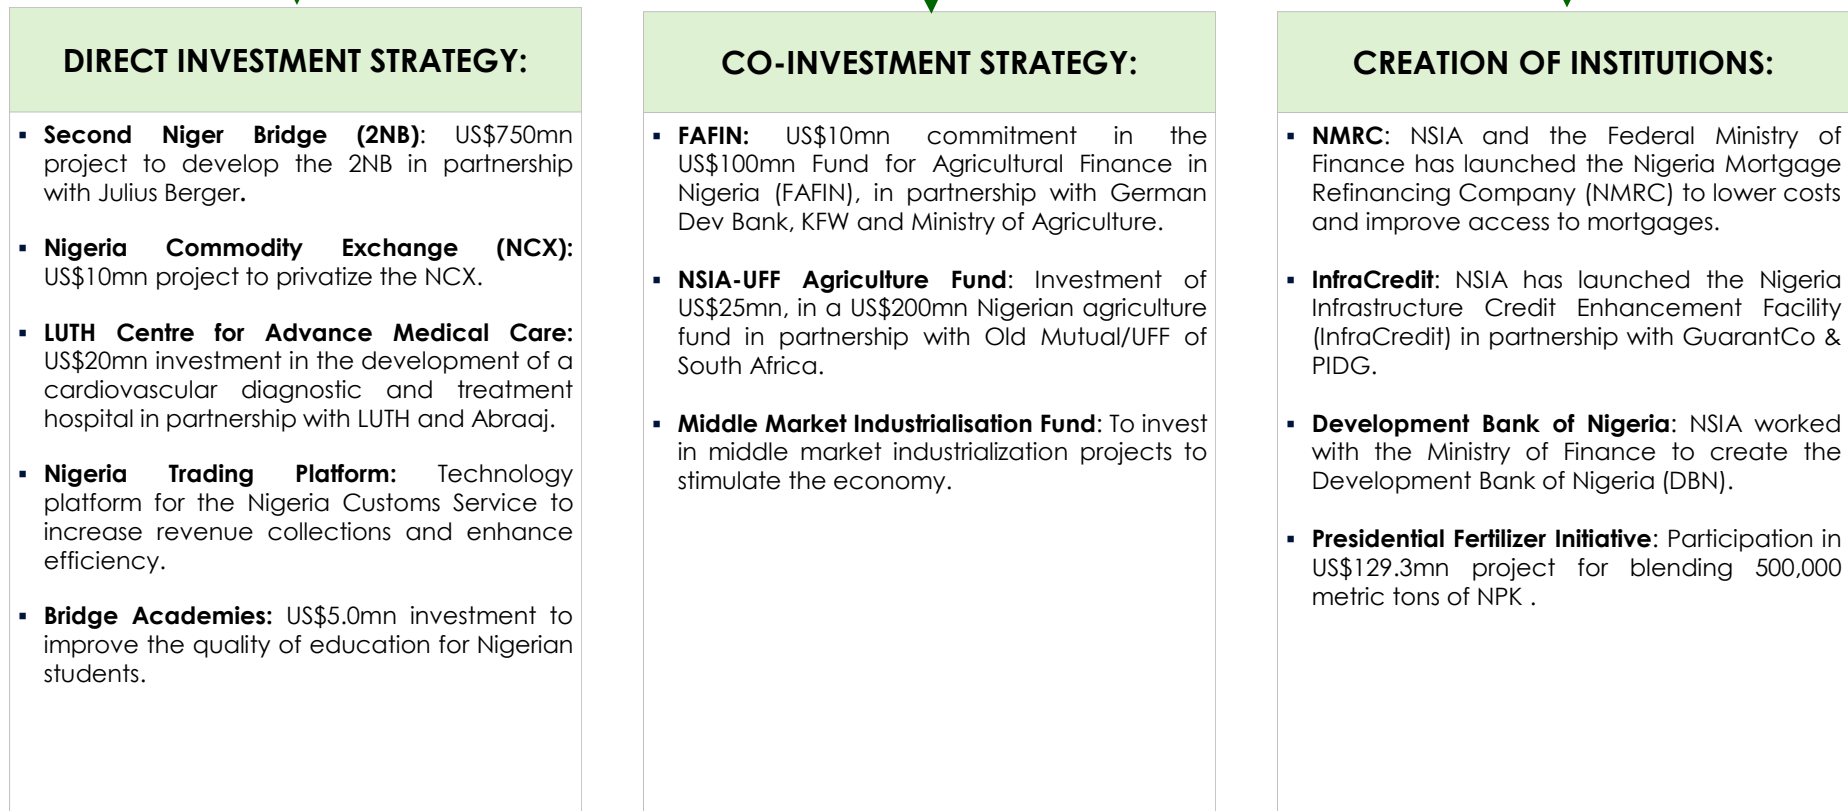 DIRECT INVESTMENT STRATEGY:
▪ Second Niger Bridge (2NB): US$750mn
project to develop the 2NB in partnership
with Julius Berger.
▪ Nigeria Commodity Exchange (NCX):
US$10mn project to privatize the NCX.
▪ LUTH Centre for Advance Medical Care:
US$20mn investment in the development of a
cardiovascular diagnostic and treatment
hospital in partnership with LUTH and Abraaj.
▪ Nigeria Trading Platform: Technology
platform for the Nigeria Customs Service to
increase revenue collections and enhance
efficiency.
▪ Bridge Academies: US$5.0mn investment to
improve the quality of education for Nigerian
students.
CO-INVESTMENT STRATEGY:
▪ FAFIN: US$10mn commitment in the
US$100mn Fund for Agricultural Finance in
Nigeria (FAFIN), in partnership with German
Dev Bank, KFW and Ministry of Agriculture.
▪ NSIA-UFF Agriculture Fund: Investment of
US$25mn, in a US$200mn Nigerian agriculture
fund in partnership with Old Mutual/UFF of
South Africa.
▪ Middle Market Industrialisation Fund: To invest
in middle market industrialization projects to
stimulate the economy.
CREATION OF INSTITUTIONS:
▪ NMRC: NSIA and the Federal Ministry of
Finance has launched the Nigeria Mortgage
Refinancing Company (NMRC) to lower costs
and improve access to mortgages.
▪ InfraCredit: NSIA has launched the Nigeria
Infrastructure Credit Enhancement Facility
(InfraCredit) in partnership with GuarantCo &
PIDG.
▪ Development Bank of Nigeria: NSIA worked
with the Ministry of Finance to create the
Development Bank of Nigeria (DBN).
▪ Presidential Fertilizer Initiative: Participation in
US$129.3mn project for blending 500,000
metric tons of NPK .